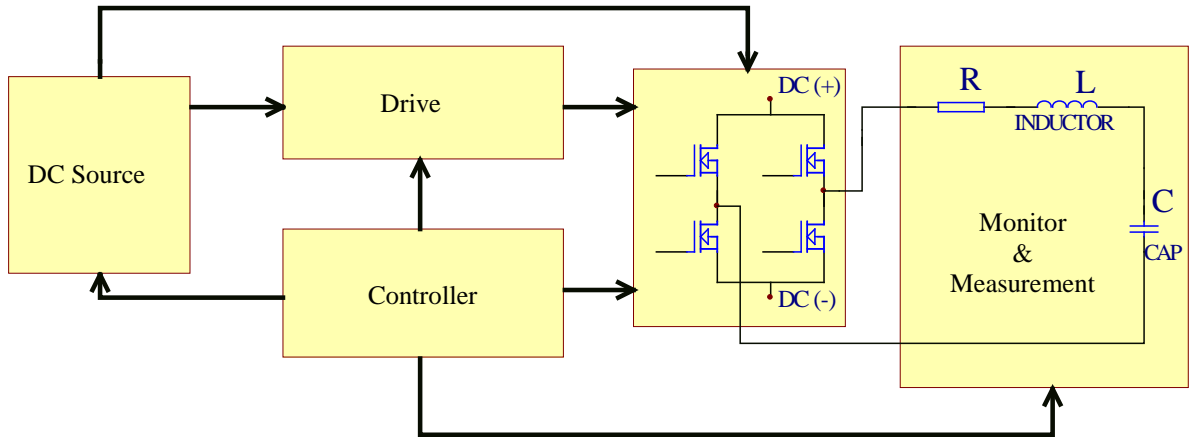 DC Source
Drive
Controller
DC (+)
DC (-)
R
L
INDUCTOR
C
CAP
Monitor
&
Measurement